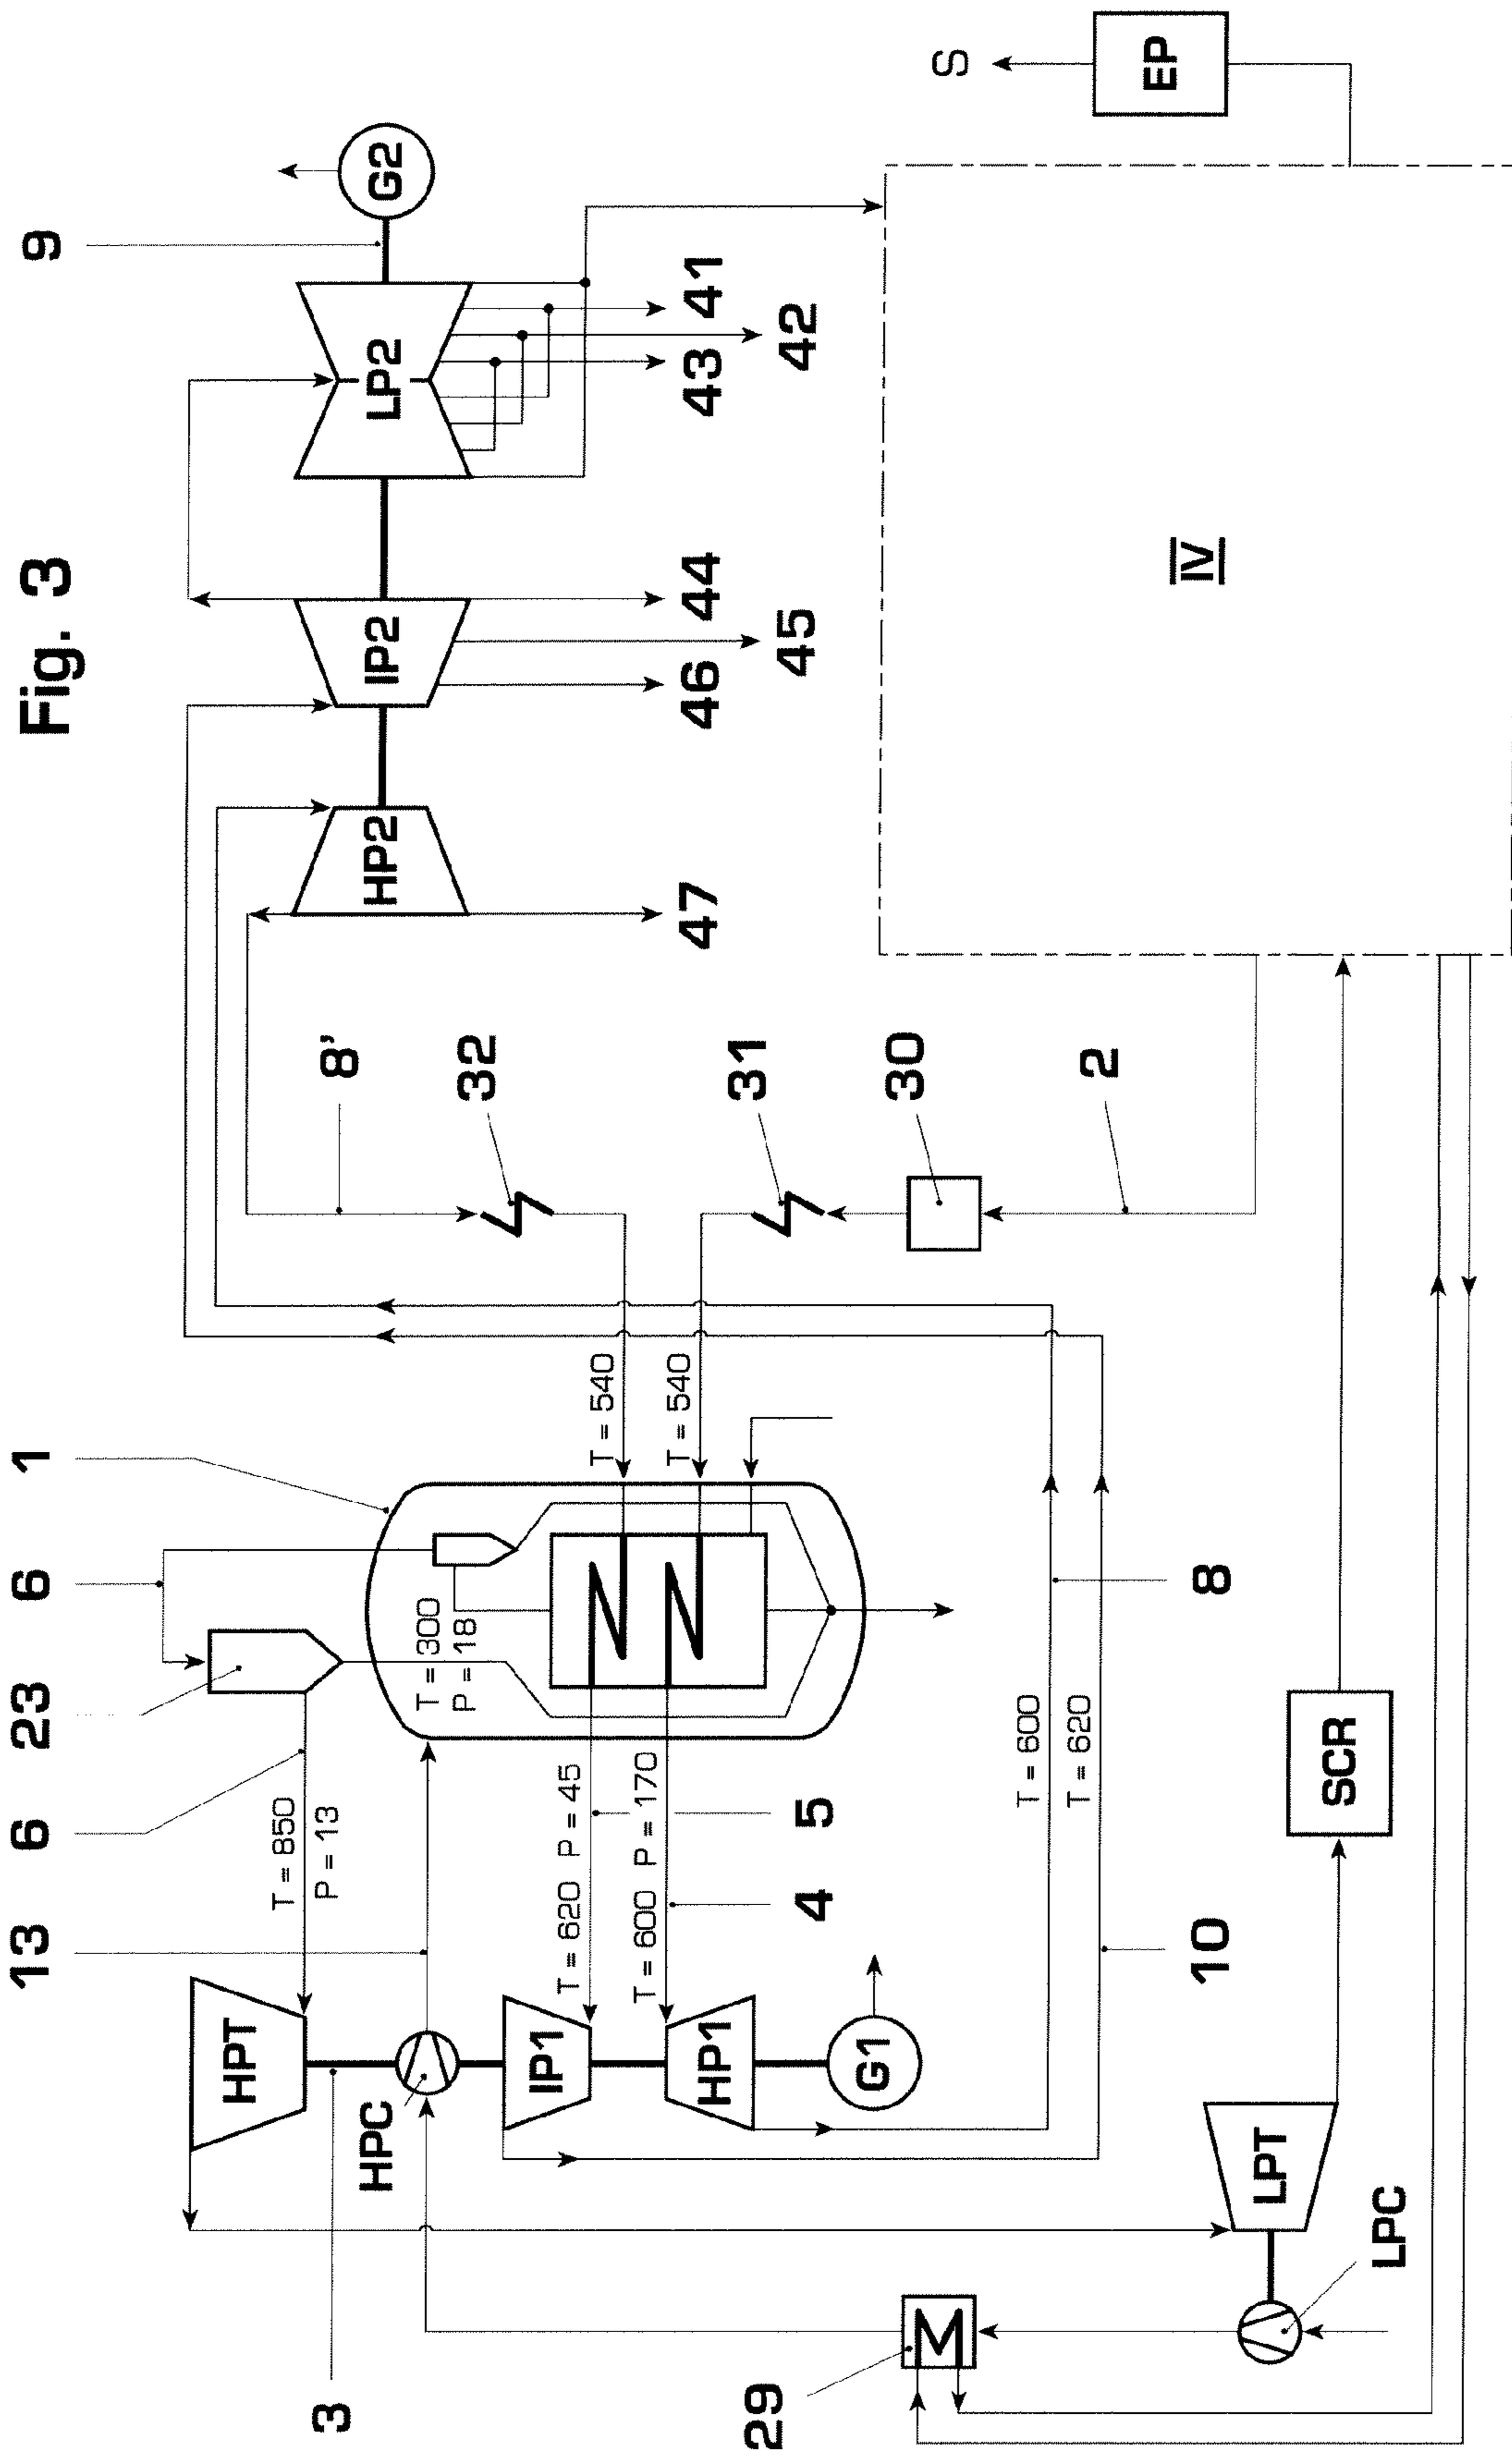 Fig. 3
9
G2
S
EP
LP2
41
42
43
IP2
44
45
46
HP2
47
IV
8'
32
31
30
2
1
6
23
6
13
T = 540
T = 540
T = 300
P = 18
T = 850
P = 13
T = 620 P = 45
T = 600 P = 170
5
4
8
T = 600
T = 620
10
SCR
HPT
HPC
IP1
HP1
G1
LPT
LPC
3
29